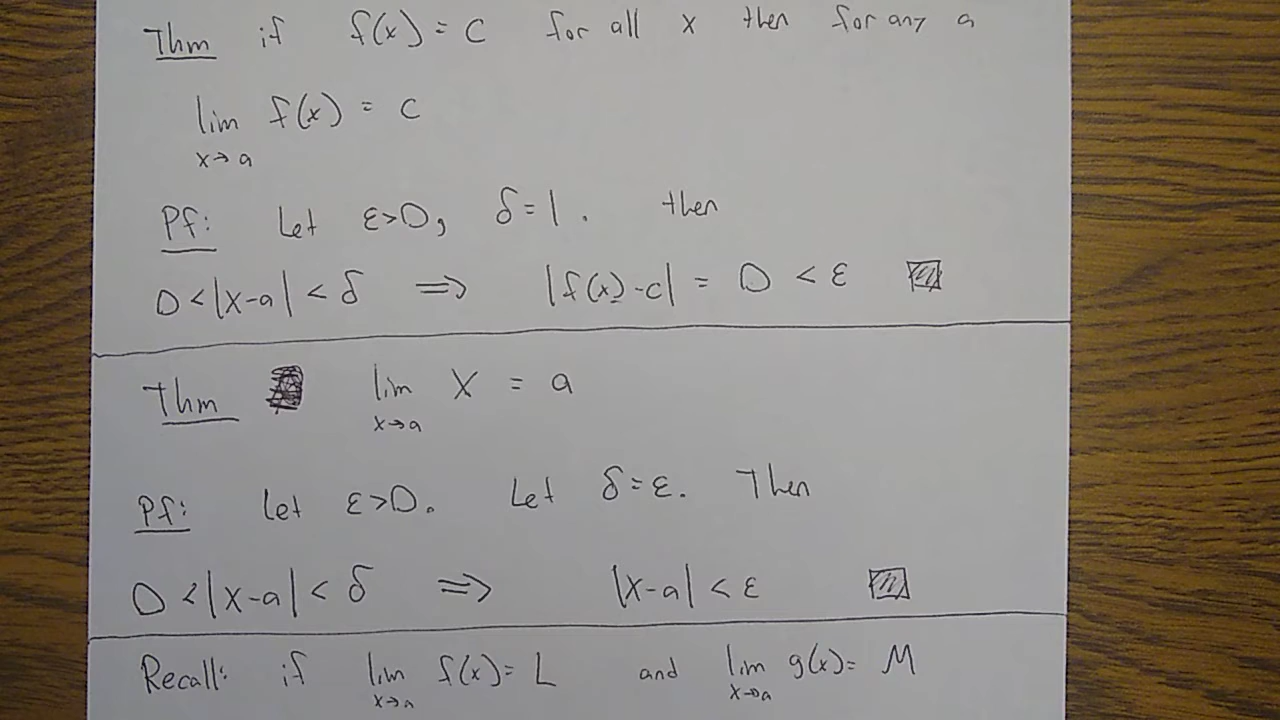 Thm if f(x) = c for all x then for any a
lim f(x) = c
x→a
Pf: Let ε>0, δ=1. then
0<|x-a|<δ ⟹ |f(x)-c| = 0 < ε
Thm lim x = a
x→a
Pf: Let ε>0. Let δ=ε. Then
0<|x-a|<δ ⟹ |x-a|<ε
Recall: if lim f(x)= L and lim g(x)= M
x→a x→a